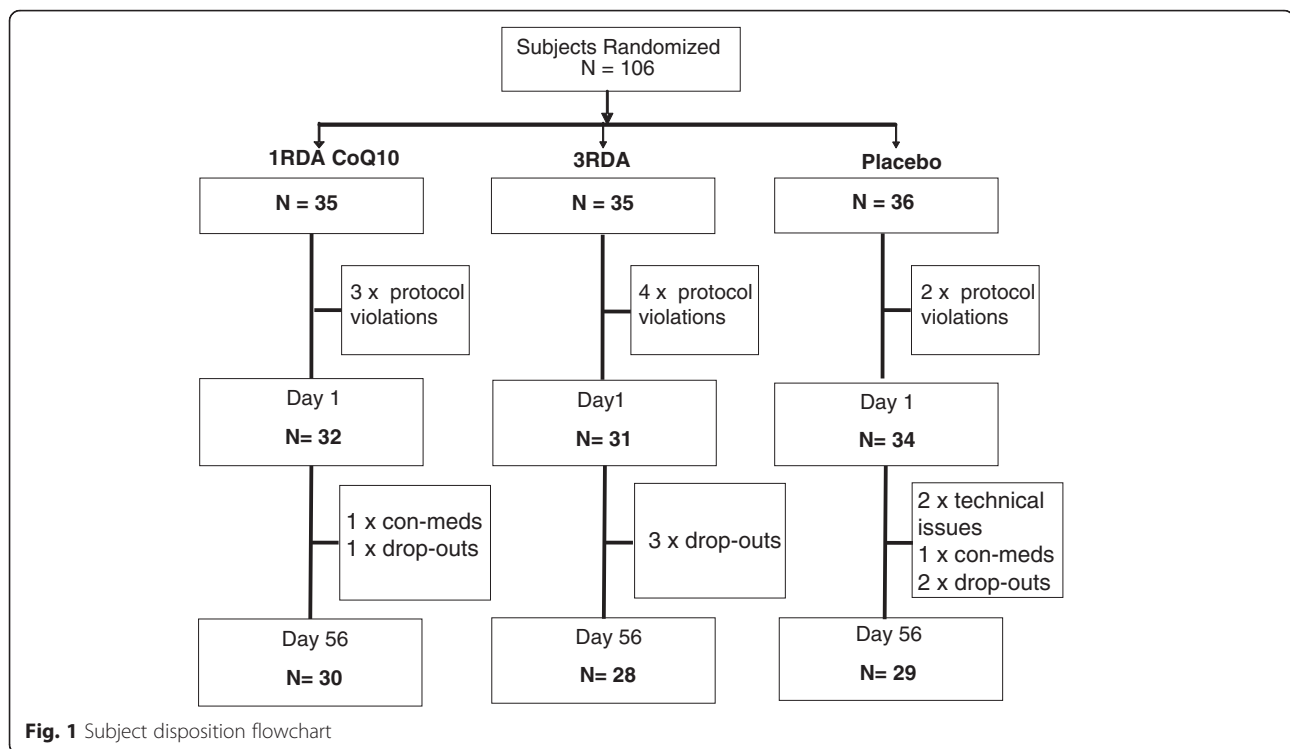 Subjects Randomized
N = 106
1RDA CoQ10
3RDA
Placebo
N = 35
N = 35
N = 36
3 x protocol
violations
4 x protocol
violations
2 x protocol
violations
Day 1
N= 32
Day1
N= 31
Day 1
N= 34
1 x con-meds
1 x drop-outs
3 x drop-outs
2 x technical
issues
1 x con-meds
2 x drop-outs
Day 56
N= 30
Day 56
N= 28
Day 56
N= 29
Fig. 1 Subject disposition flowchart